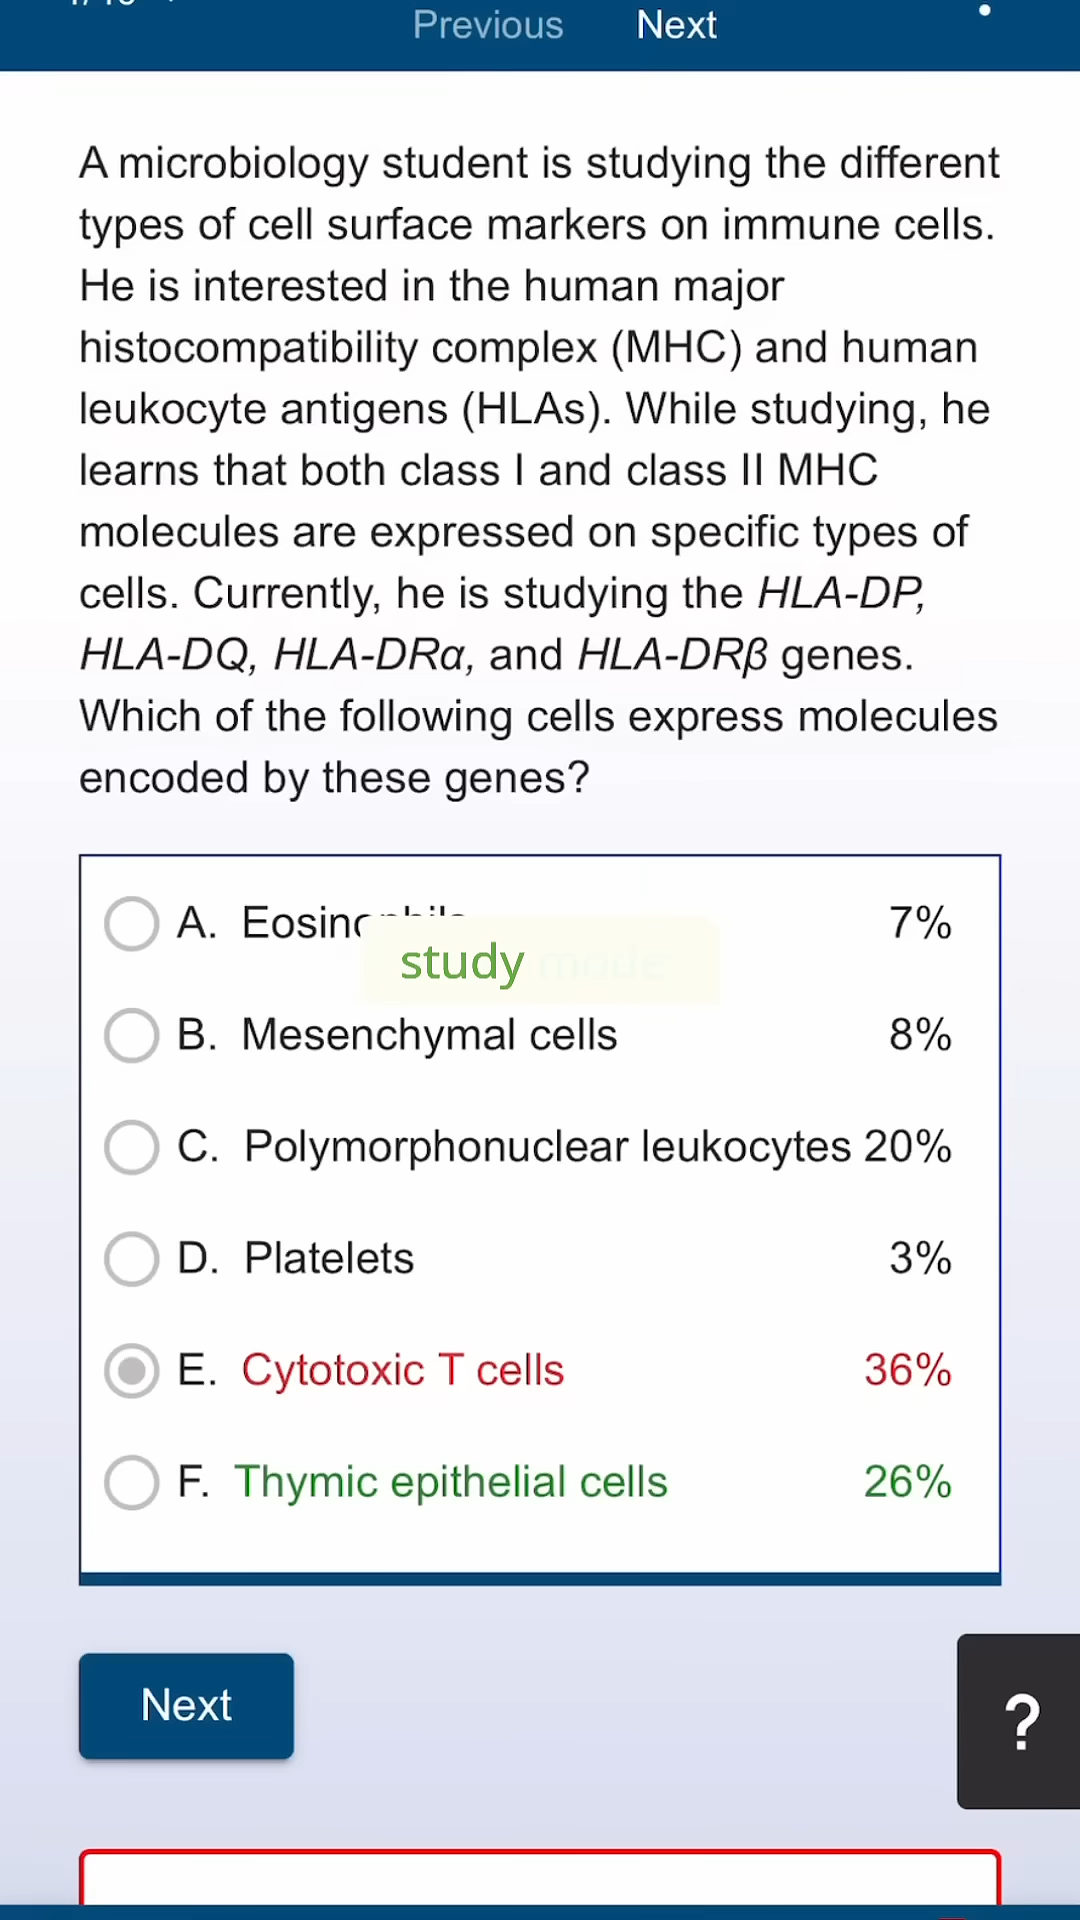 Previous Next
A microbiology student is studying the different
types of cell surface markers on immune cells.
He is interested in the human major
histocompatibility complex (MHC) and human
leukocyte antigens (HLAs). While studying, he
learns that both class I and class II MHC
molecules are expressed on specific types of
cells. Currently, he is studying the HLA-DP,
HLA-DQ, HLA-DRα, and HLA-DRβ genes.
Which of the following cells express molecules
encoded by these genes?
A. Eosinophils 7%
study mode
B. Mesenchymal cells 8%
C. Polymorphonuclear leukocytes 20%
D. Platelets 3%
E. Cytotoxic T cells 36%
F. Thymic epithelial cells 26%
Next
?